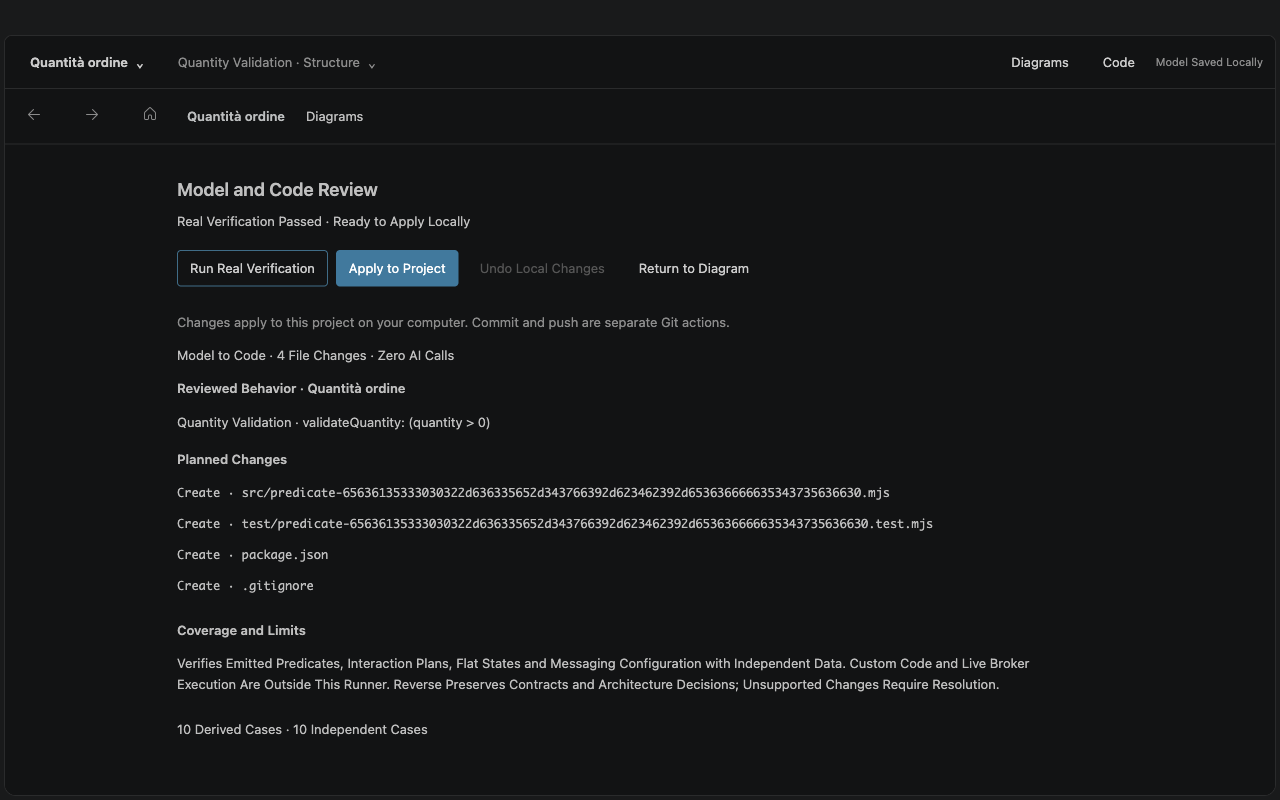 Quantità ordine
Quantity Validation · Structure
Diagrams
Code
Model Saved Locally
Quantità ordine
Diagrams
Model and Code Review
Real Verification Passed · Ready to Apply Locally
Run Real Verification
Apply to Project
Undo Local Changes
Return to Diagram
Changes apply to this project on your computer. Commit and push are separate Git actions.
Model to Code · 4 File Changes · Zero AI Calls
Reviewed Behavior · Quantità ordine
Quantity Validation · validateQuantity: (quantity > 0)
Planned Changes
Create · src/predicate-65636135333030322d636335652d343766392d623462392d653636666635343735636630.mjs
Create · test/predicate-65636135333030322d636335652d343766392d623462392d653636666635343735636630.test.mjs
Create · package.json
Create · .gitignore
Coverage and Limits
Verifies Emitted Predicates, Interaction Plans, Flat States and Messaging Configuration with Independent Data. Custom Code and Live Broker
Execution Are Outside This Runner. Reverse Preserves Contracts and Architecture Decisions; Unsupported Changes Require Resolution.
10 Derived Cases · 10 Independent Cases